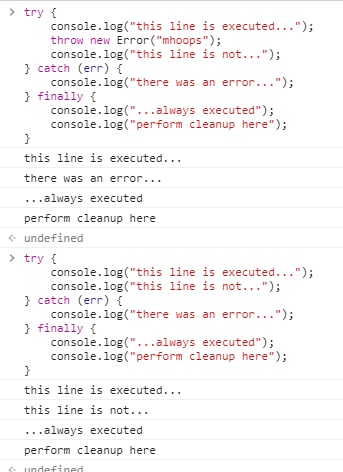 > try {
    console.log("this line is executed...");
    throw new Error("mhoops");
    console.log("this line is not...");
} catch (err) {
    console.log("there was an error...");
} finally {
    console.log("...always executed");
    console.log("perform cleanup here");
}
this line is executed...
there was an error...
...always executed
perform cleanup here
undefined
> try {
    console.log("this line is executed...");
    console.log("this line is not...");
} catch (err) {
    console.log("there was an error...");
} finally {
    console.log("...always executed");
    console.log("perform cleanup here");
}
this line is executed...
this line is not...
...always executed
perform cleanup here
undefined